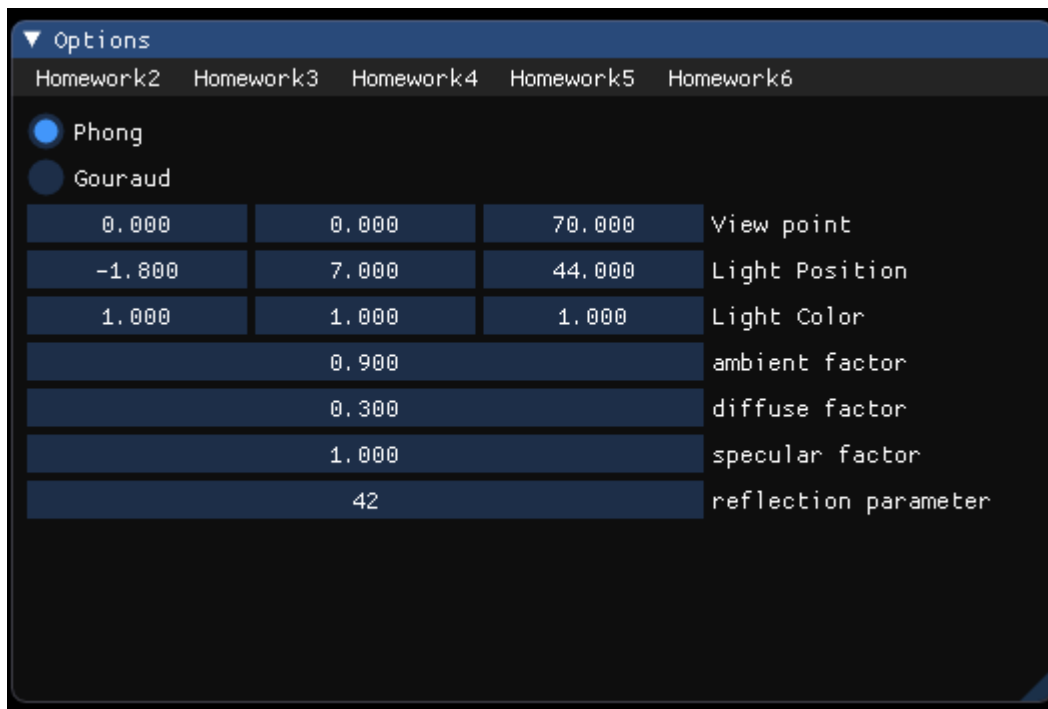 Options
Homework2 Homework3 Homework4 Homework5 Homework6
Phong
Gouraud
0.000 0.000 70.000 View point
-1.800 7.000 44.000 Light Position
1.000 1.000 1.000 Light Color
0.900 ambient factor
0.300 diffuse factor
1.000 specular factor
42 reflection parameter